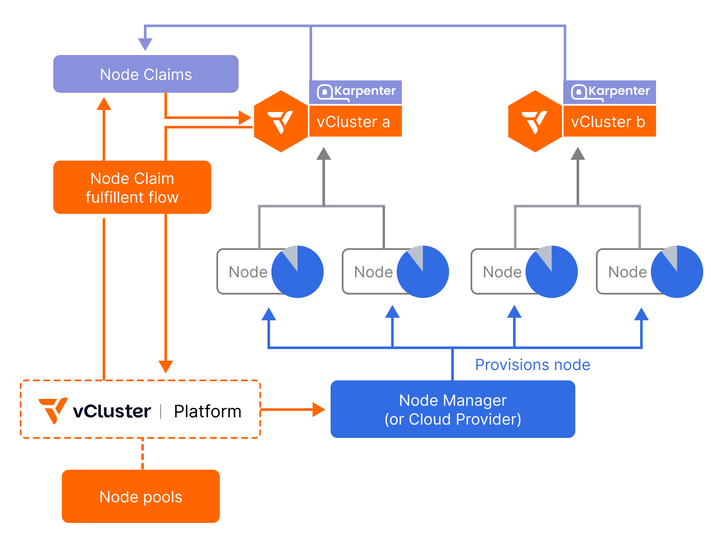 Node Claims
Karpenter
vCluster a
Karpenter
vCluster b
Node Claim
fulfillent flow
Node
Node
Node
Node
Provisions node
Node Manager
(or Cloud Provider)
vCluster | Platform
Node pools